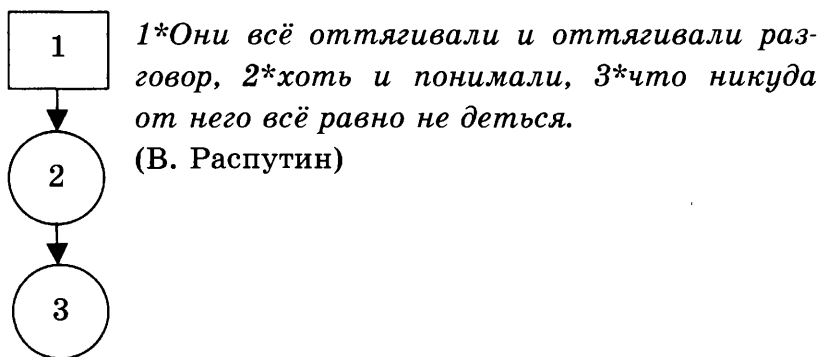 1
2
3
1*Они всё оттягивали и оттягивали раз-
говор, 2*хоть и понимали, 3*что никуда
от него всё равно не деться.
(В. Распутин)